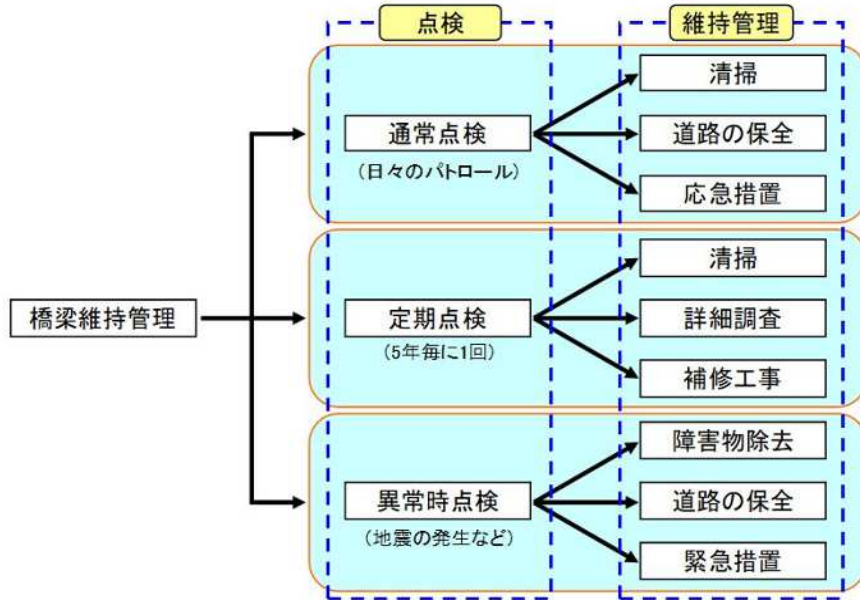 点検
維持管理
橋梁維持管理
通常点検
(日々のパトロール)
清掃
道路の保全
応急措置
定期点検
(5年毎に1回)
清掃
詳細調査
補修工事
異常時点検
(地震の発生など)
障害物除去
道路の保全
緊急措置